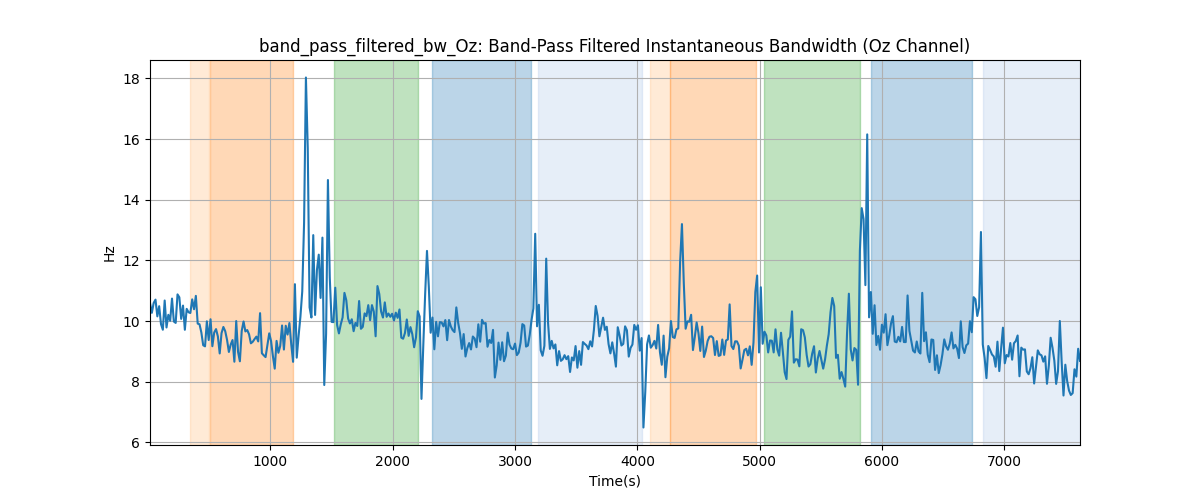 band_pass_filtered_bw_Oz: Band-Pass Filtered Instantaneous Bandwidth (Oz Channel)
18
16
14
12
10
8
6
Hz
1000 2000 3000 4000 5000 6000 7000
Time(s)